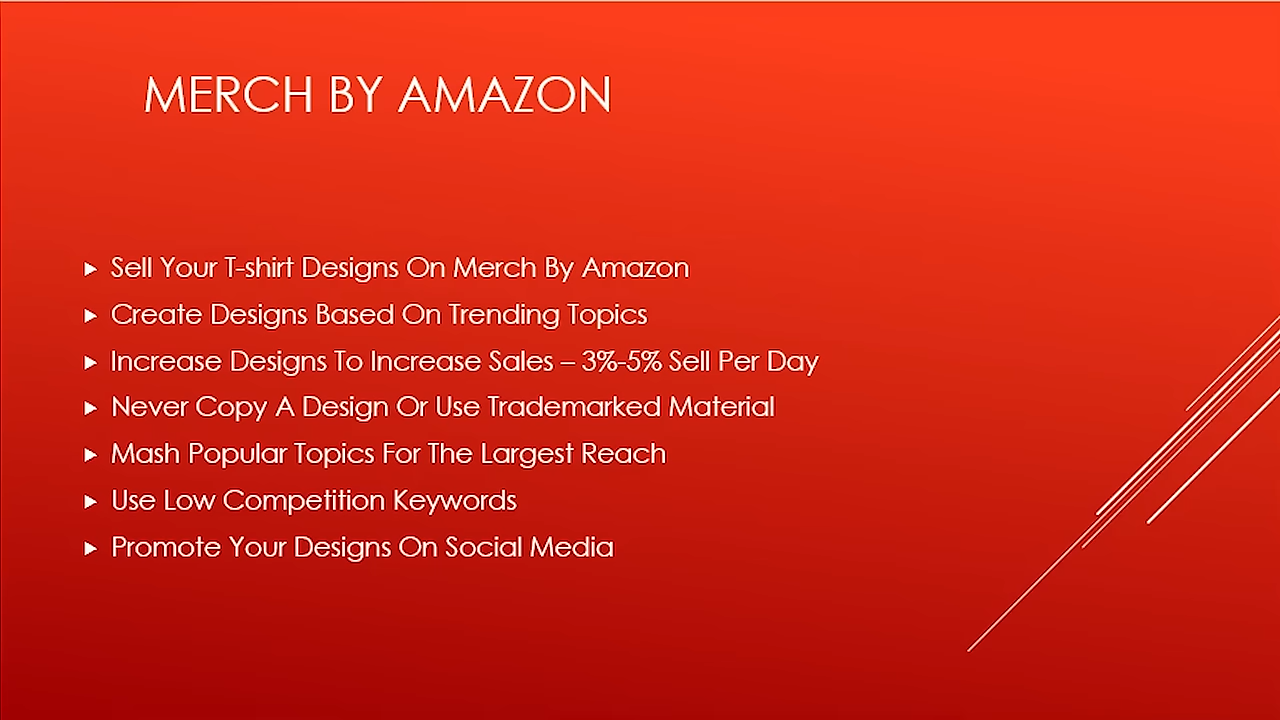 MERCH BY AMAZON
Sell Your T-shirt Designs On Merch By Amazon
Create Designs Based On Trending Topics
Increase Designs To Increase Sales – 3%-5% Sell Per Day
Never Copy A Design Or Use Trademarked Material
Mash Popular Topics For The Largest Reach
Use Low Competition Keywords
Promote Your Designs On Social Media